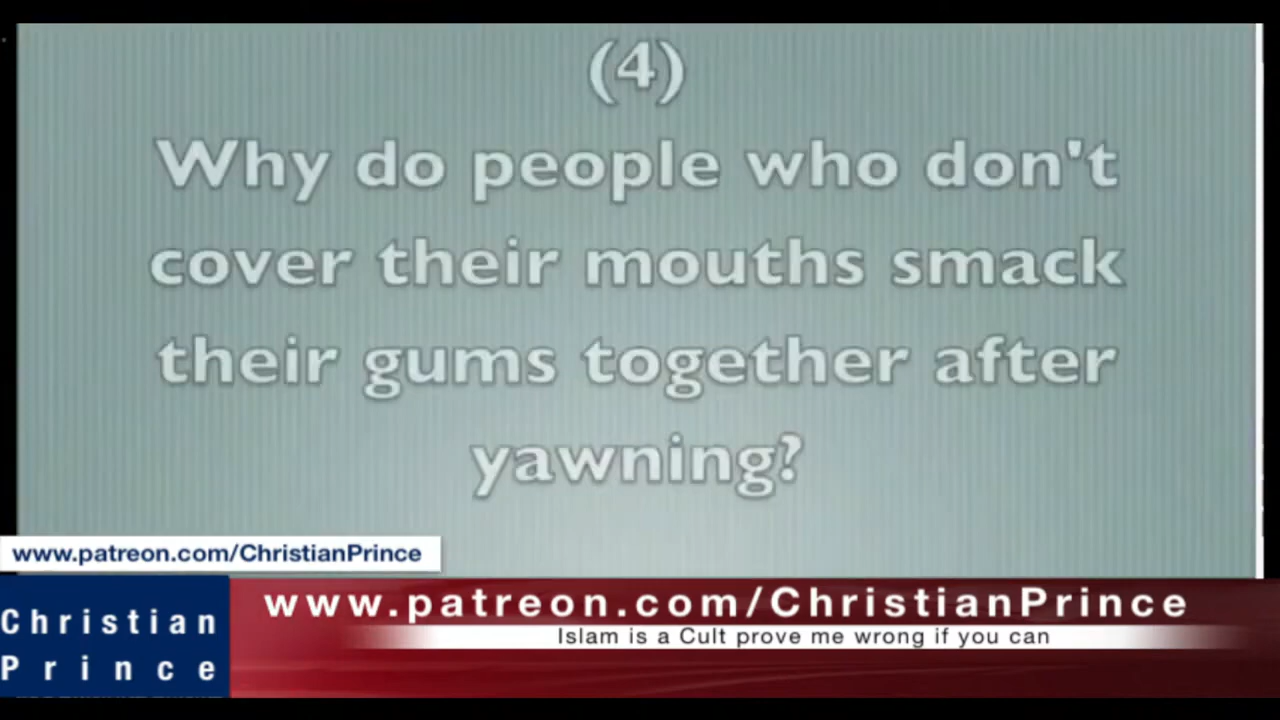 (4)
Why do people who don't
cover their mouths smack
their gums together after
yawning?
www.patreon.com/ChristianPrince
www.patreon.com/ChristianPrince
Islam is a Cult prove me wrong if you can
Christian
Prince